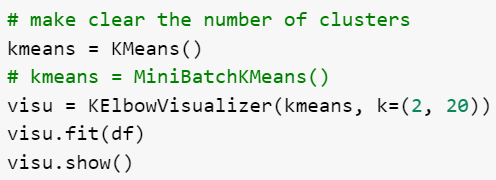 # make clear the number of clusters
kmeans = KMeans()
# kmeans = MiniBatchKMeans()
visu = KElbowVisualizer(kmeans, k=(2, 20))
visu.fit(df)
visu.show()